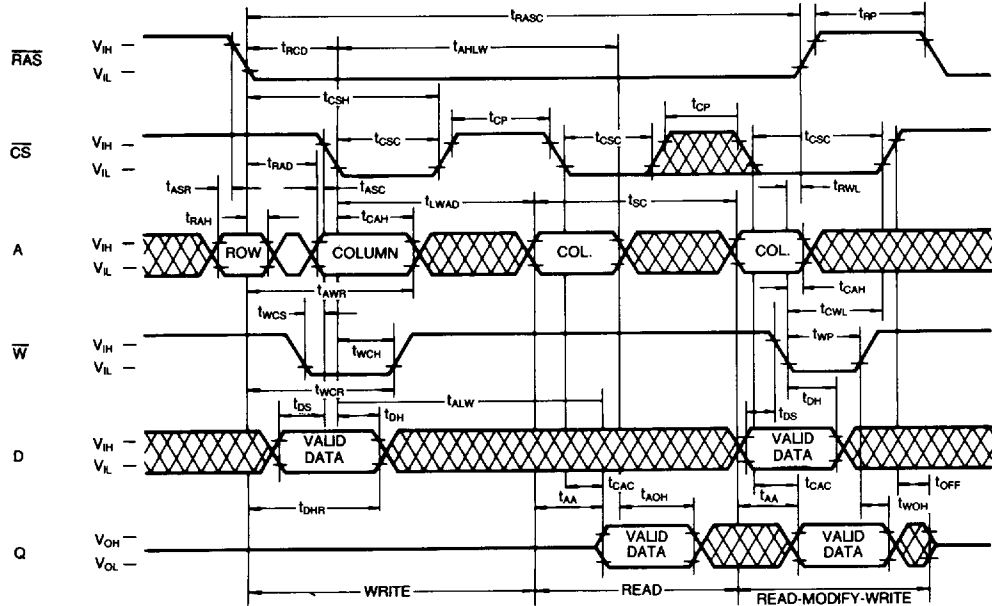 tRASC
tRP
RAS
VIH
VIL
tRCD
tAHLW
tCSH
tCP
tCP
CS
VIH
VIL
tCSC
tCSC
tCSC
tRAD
tASR
tASC
tRWL
tRAH
tLWAD
tCAH
tSC
A
VIH
VIL
ROW
COLUMN
COL.
COL.
tAWR
tCAH
tCWL
tWCS
tWCH
tWP
W
VIH
VIL
tWCR
tALW
tDS
tDH
tDS
tDH
D
VIH
VIL
VALID
DATA
VALID
DATA
tCAC
tCAC
tOFF
tDHR
tAA
tAOH
tAA
tWOH
Q
VOH
VOL
VALID
DATA
VALID
DATA
WRITE
READ
READ-MODIFY-WRITE